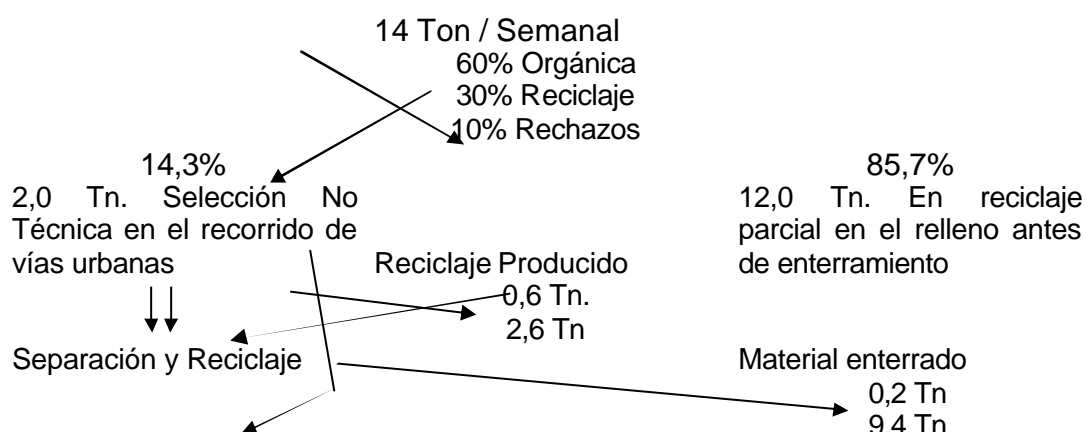 14 Ton / Semanal
60% Orgánica
30% Reciclaje
10% Rechazos
14,3%
2,0 Tn. Selección No
Técnica en el recorrido de
vías urbanas
85,7%
12,0 Tn. En reciclaje
parcial en el relleno antes
de enterramiento
Reciclaje Producido
0,6 Tn.
2,6 Tn
Separación y Reciclaje
Material enterrado
0,2 Tn
9,4 Tn